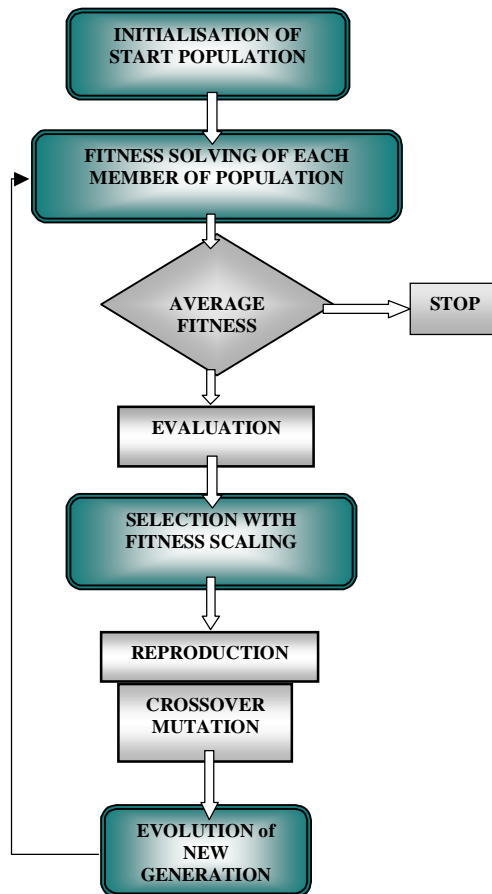 INITIALISATION OF
START POPULATION
FITNESS SOLVING OF EACH
MEMBER OF POPULATION
AVERAGE
FITNESS
STOP
EVALUATION
SELECTION WITH
FITNESS SCALING
REPRODUCTION
CROSSOVER
MUTATION
EVOLUTION of
NEW
GENERATION